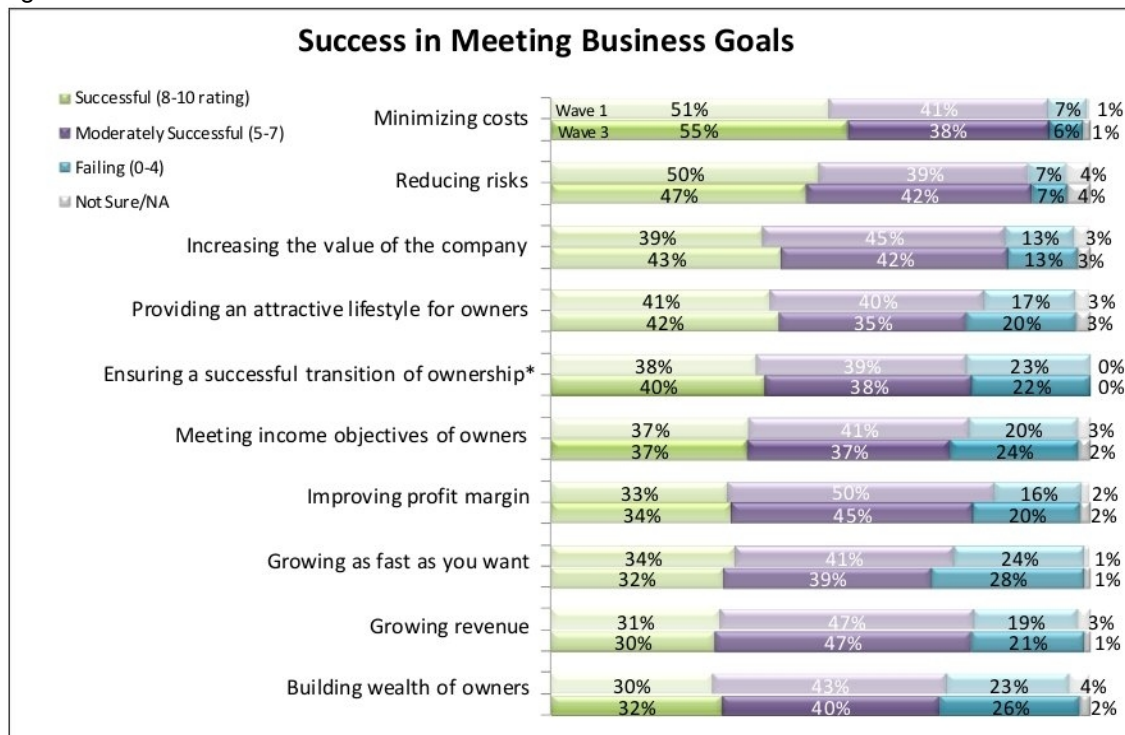 Success in Meeting Business Goals
Successful (8-10 rating)
Moderately Successful (5-7)
Failing (0-4)
Not Sure/NA
Minimizing costs
Wave 1 51% 41% 7% 1%
Wave 3 55% 38% 6% 1%
Reducing risks
50% 39% 7% 4%
47% 42% 7% 4%
Increasing the value of the company
39% 45% 13% 3%
43% 42% 13% 3%
Providing an attractive lifestyle for owners
41% 40% 17% 3%
42% 35% 20% 3%
Ensuring a successful transition of ownership*
38% 39% 23% 0%
40% 38% 22% 0%
Meeting income objectives of owners
37% 41% 20% 3%
37% 37% 24% 2%
Improving profit margin
33% 50% 16% 2%
34% 45% 20% 2%
Growing as fast as you want
34% 41% 24% 1%
32% 39% 28% 1%
Growing revenue
31% 47% 19% 3%
30% 47% 21% 1%
Building wealth of owners
30% 43% 23% 4%
32% 40% 26% 2%